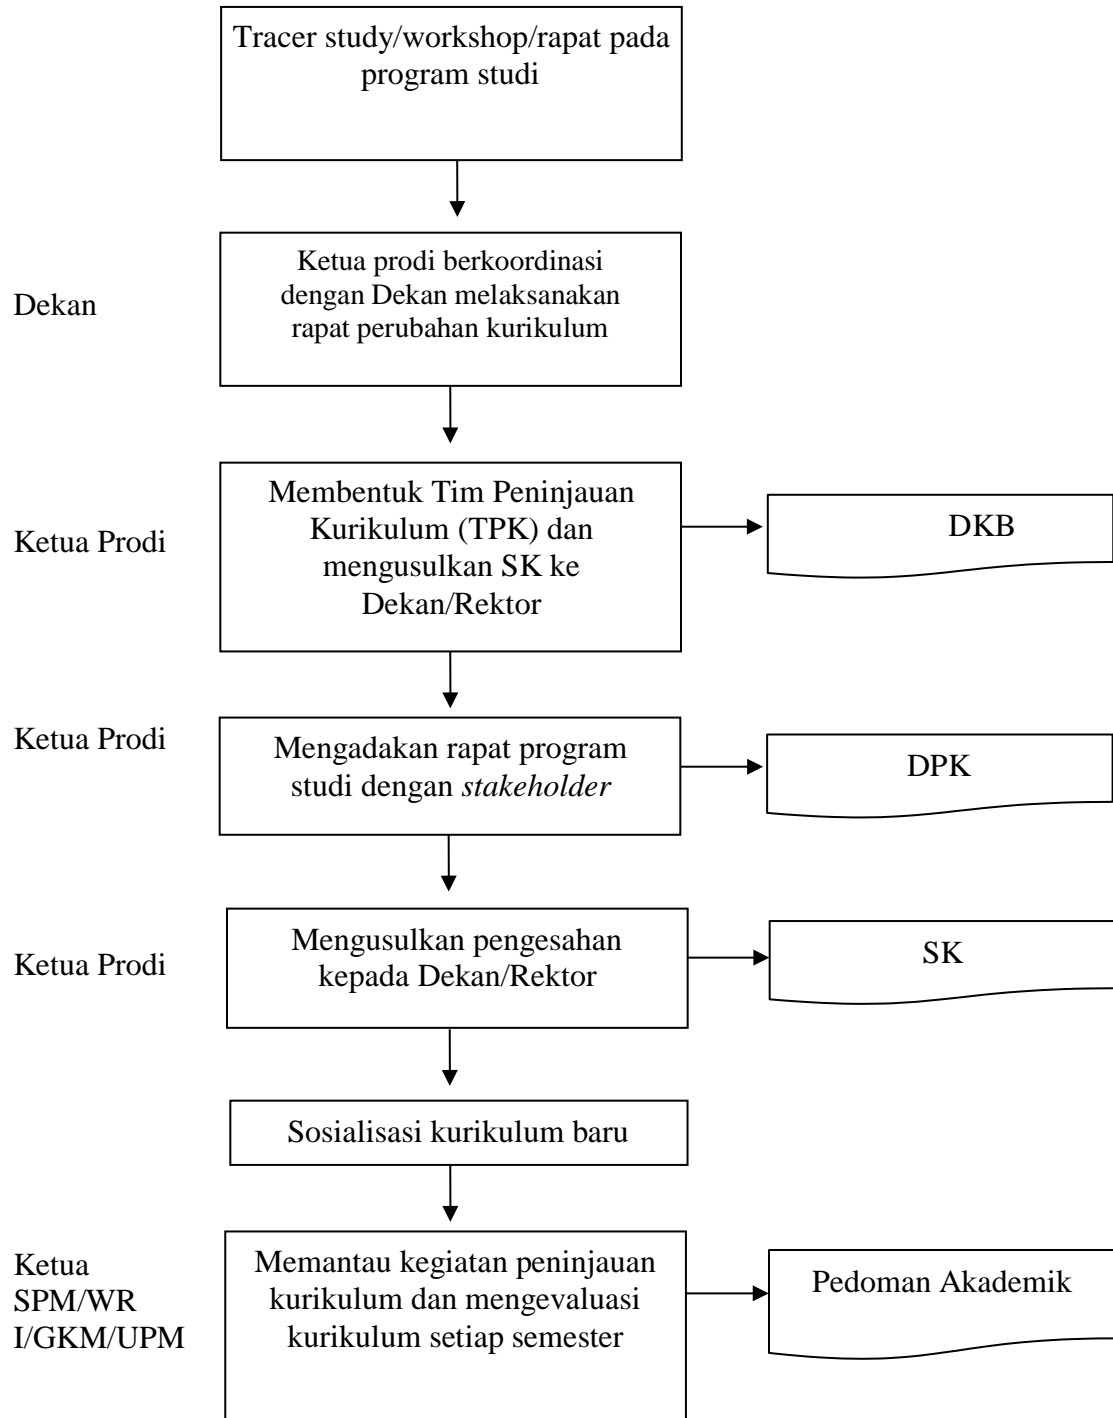 Tracer study/workshop/rapat pada
program studi
Dekan
Ketua prodi berkoordinasi
dengan Dekan melaksanakan
rapat perubahan kurikulum
Ketua Prodi
Membentuk Tim Peninjauan
Kurikulum (TPK) dan
mengusulkan SK ke
Dekan/Rektor
DKB
Ketua Prodi
Mengadakan rapat program
studi dengan stakeholder
DPK
Ketua Prodi
Mengusulkan pengesahan
kepada Dekan/Rektor
SK
Sosialisasi kurikulum baru
Ketua
SPM/WR
I/GKM/UPM
Memantau kegiatan peninjauan
kurikulum dan mengevaluasi
kurikulum setiap semester
Pedoman Akademik